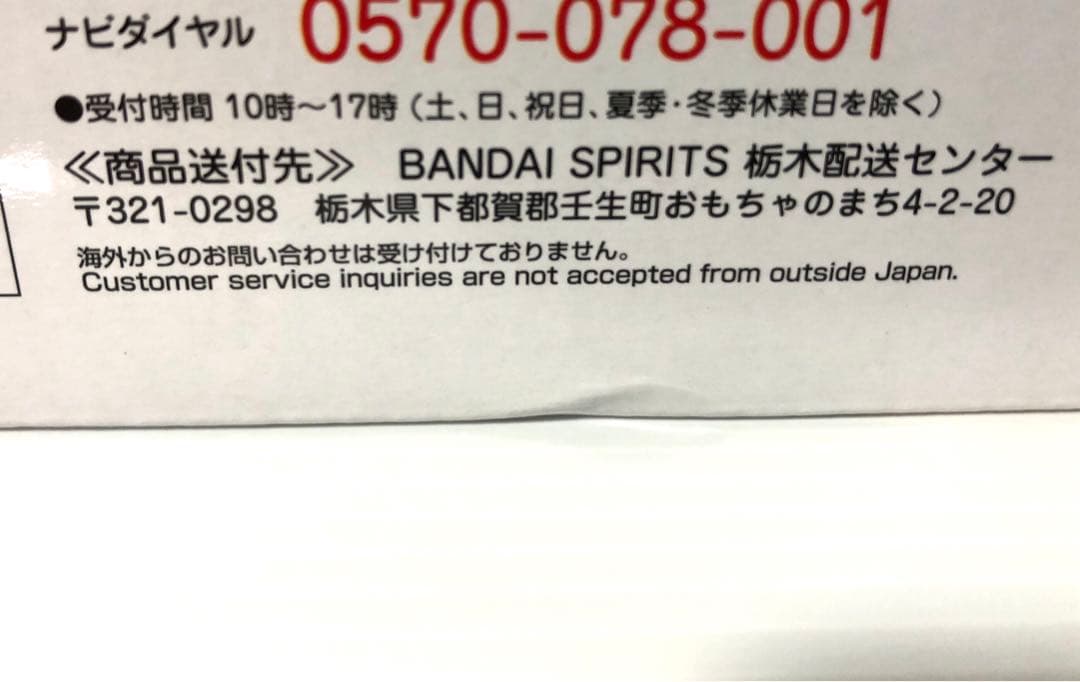 ナビダイヤル 0570-078-001
●受付時間 10時～17時（土、日、祝日、夏季・冬季休業日を除く）
≪商品送付先≫ BANDAI SPIRITS 栃木配送センター
〒321-0298 栃木県下都賀郡壬生町おもちゃのまち4-2-20
海外からのお問い合わせは受け付けておりません。
Customer service inquiries are not accepted from outside Japan.